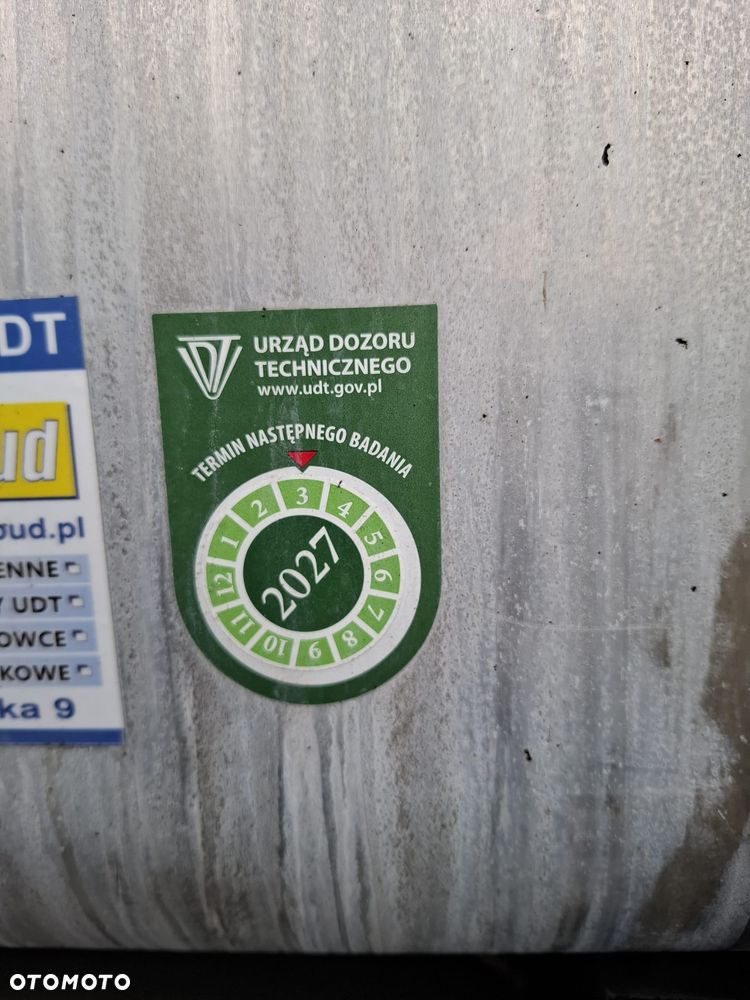 DT
URZĄD DOZORU
TECHNICZNEGO
www.udt.gov.pl
TERMIN NASTĘPNEGO BADANIA
1 2 3 4 5 6 7 8 9 10 11 12
2027
ud
oud.pl
ENNE
Y UDT
OWCE
KOWE
ka 9
OTOMOTO